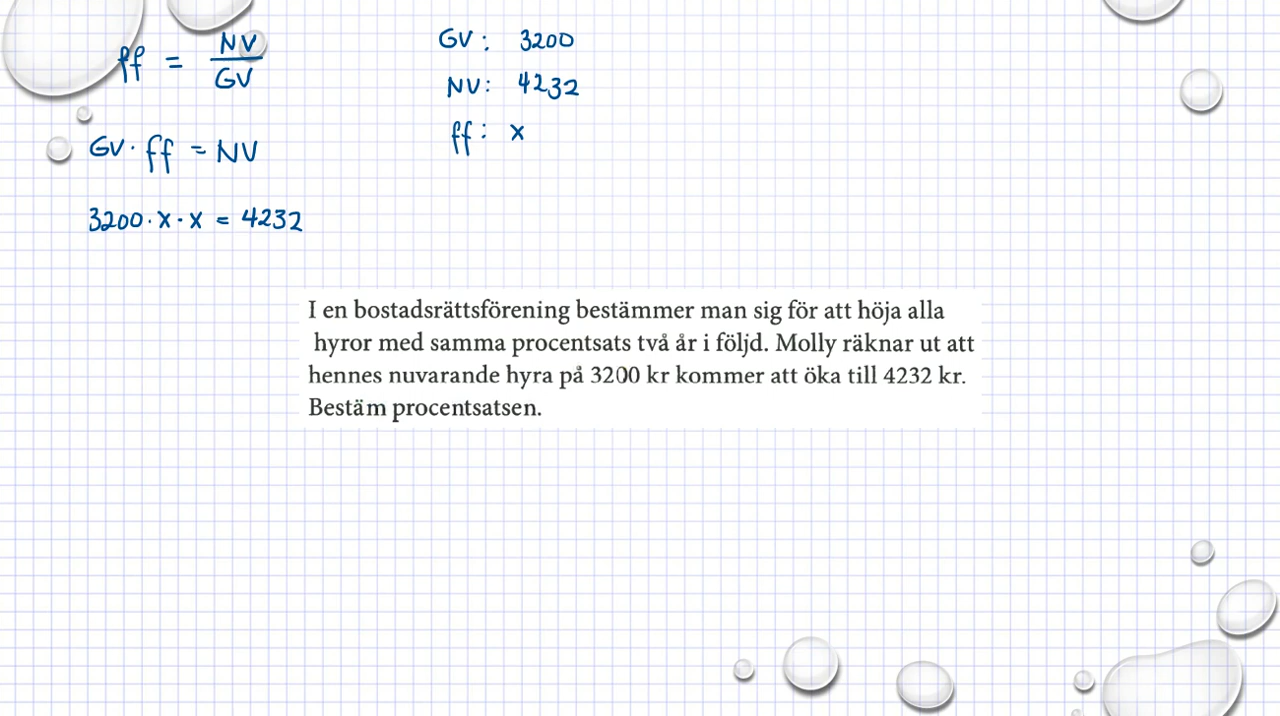 ff = NV / GV
GV · ff = NV
3200 · x · x = 4232
GV: 3200
NV: 4232
ff: x
I en bostadsrättsförening bestämmer man sig för att höja alla
hyror med samma procentsats två år i följd. Molly räknar ut att
hennes nuvarande hyra på 3200 kr kommer att öka till 4232 kr.
Bestäm procentsatsen.